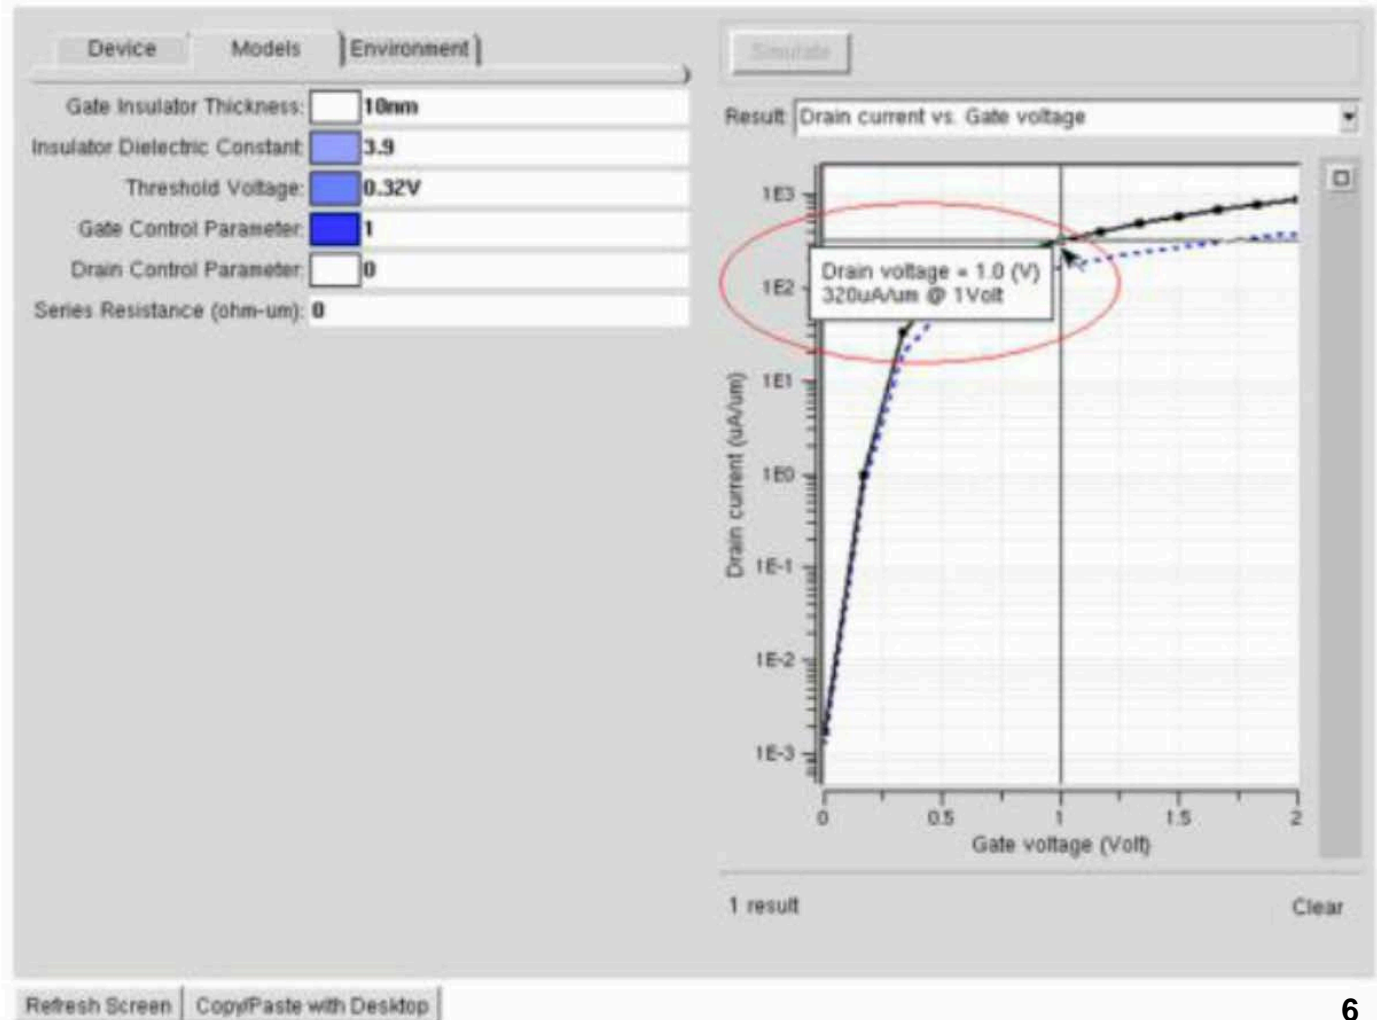 Device Models Environment
Gate Insulator Thickness: 10nm
Insulator Dielectric Constant: 3.9
Threshold Voltage: 0.32V
Gate Control Parameter: 1
Drain Control Parameter: 0
Series Resistance (ohm-um): 0
Simulate
Result: Drain current vs. Gate voltage
1E3
1E2
1E1
1E0
1E-1
1E-2
1E-3
Drain current (uA/um)
Drain voltage = 1.0 (V)
320uA/um @ 1Volt
0 0.5 1 1.5 2
Gate voltage (Volt)
1 result Clear
Refresh Screen Copy/Paste with Desktop
6